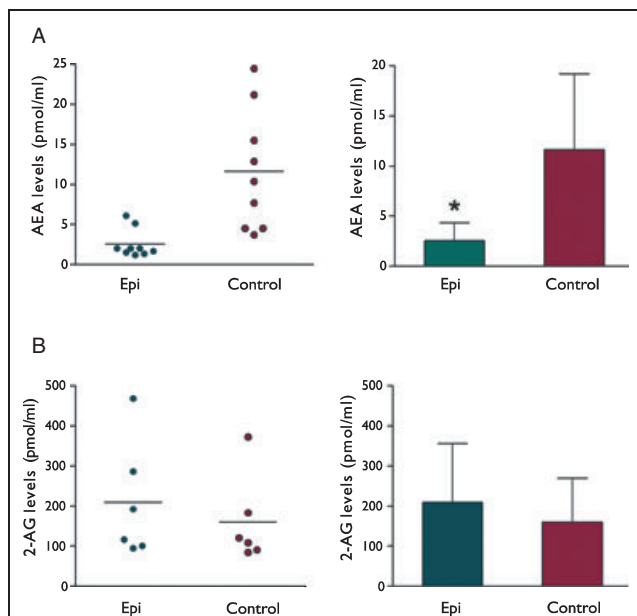 A
AEA levels (pmol/ml)
25
20
15
10
5
0
Epi
Control
AEA levels (pmol/ml)
20
15
10
5
0
*
Epi
Control
B
2-AG levels (pmol/ml)
500
400
300
200
100
0
Epi
Control
2-AG levels (pmol/ml)
500
400
300
200
100
0
Epi
Control